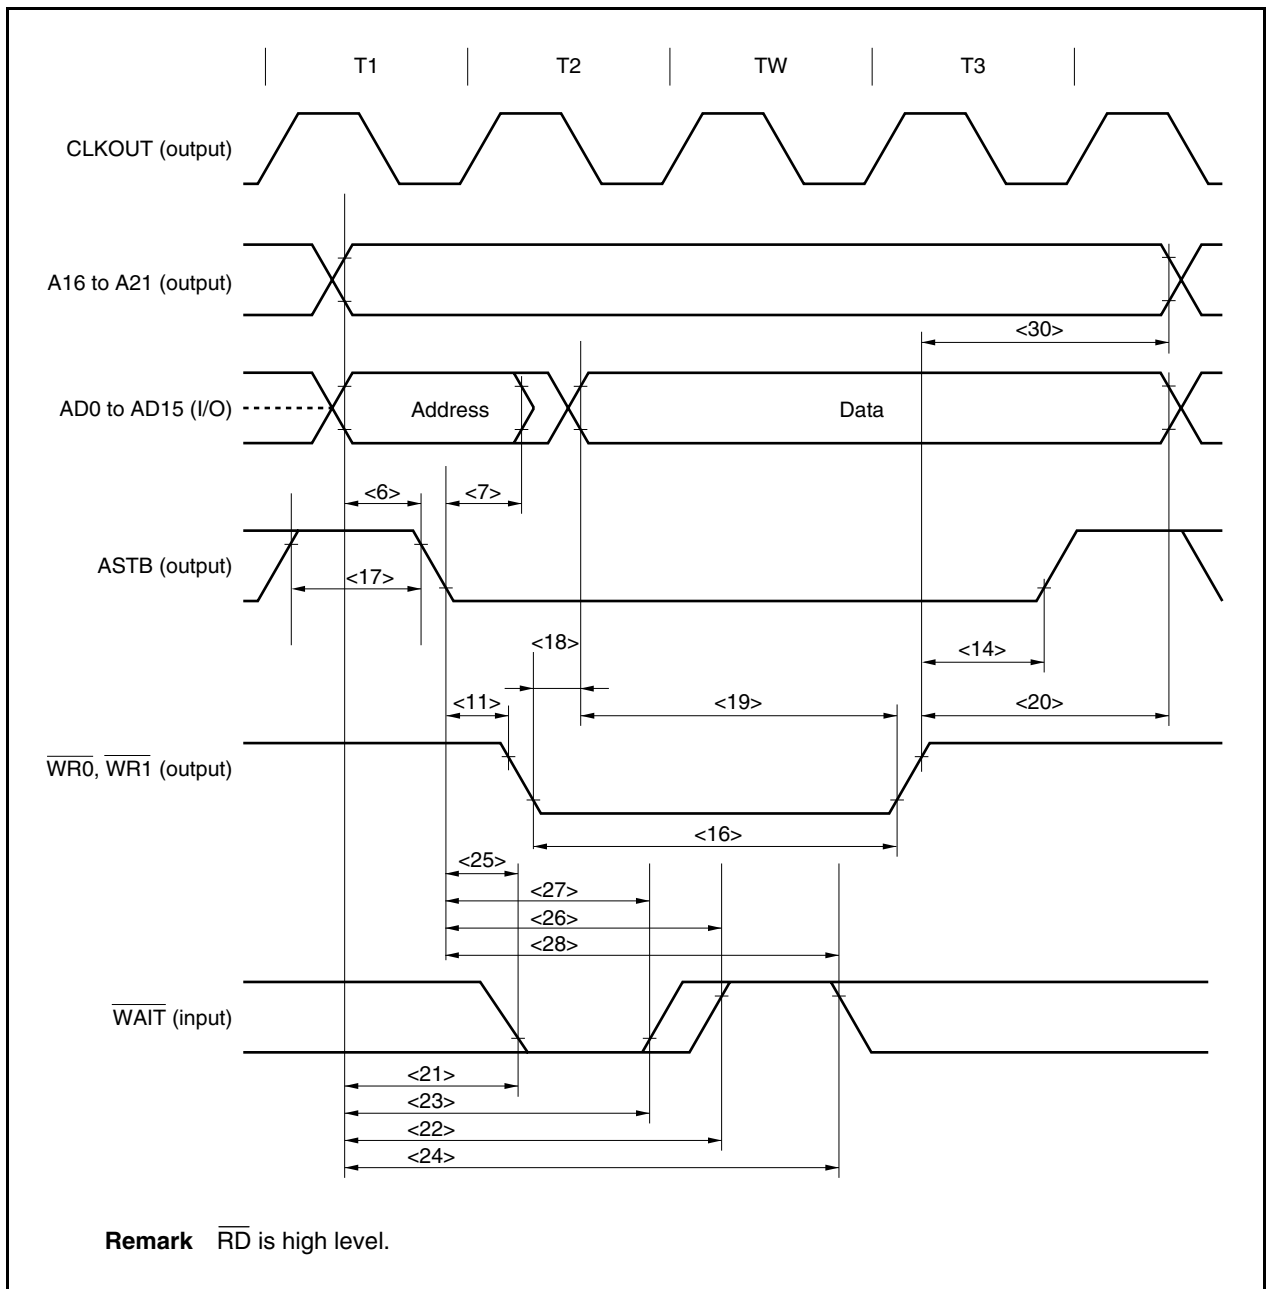 T1 T2 TW T3
CLKOUT (output)
A16 to A21 (output)
<30>
AD0 to AD15 (I/O) Address Data
<6> <7>
ASTB (output)
<17>
<18> <14>
<11> <19> <20>
WR0, WR1 (output)
<16>
<25>
<27>
<26>
<28>
WAIT (input)
<21>
<23>
<22>
<24>
Remark RD is high level.